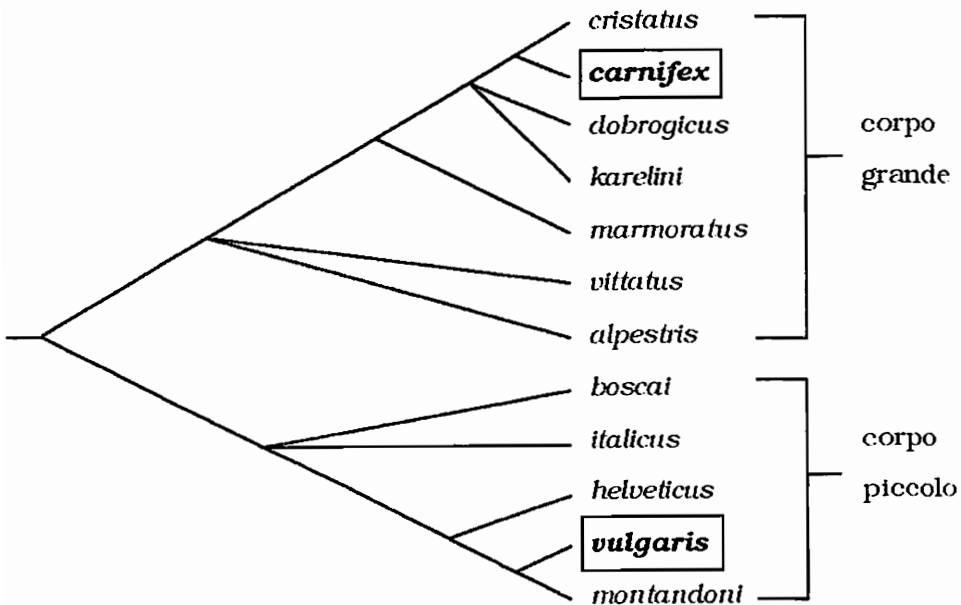 cristatus
carnifex
dobrogicus
karelini
marmoratus
vittatus
alpestris
corpo
grande
boscai
italicus
helveticus
vulgaris
montandoni
corpo
piccolo